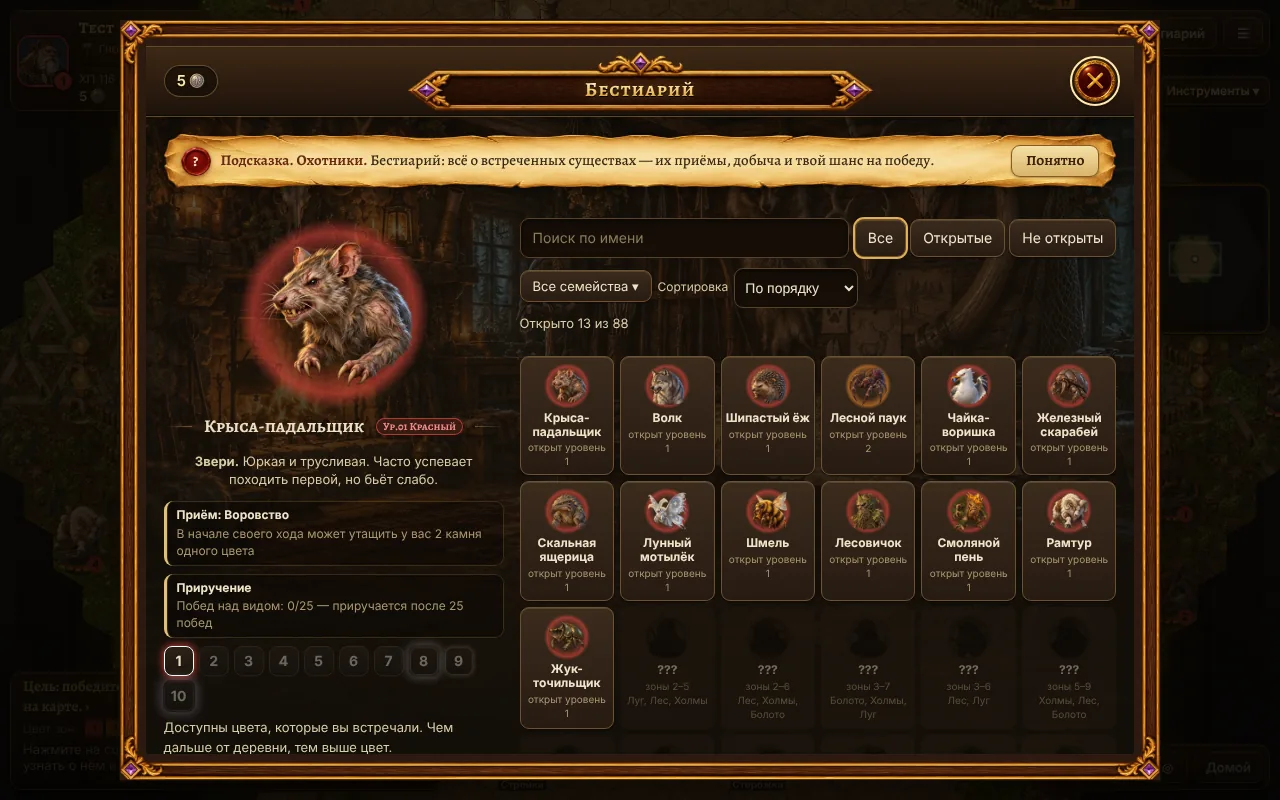 Тест
ХП 116
5
Инструменты ▾
5
Бестиарий
? Подсказка. Охотники. Бестиарий: всё о встреченных существах — их приёмы, добыча и твой шанс на победу. Понятно
Поиск по имени
Все
Открытые
Не открыты
Все семейства ▾
Сортировка
По порядку
Открыто 13 из 88
Крыса-падальщик Ур.01 Красный
Звери. Юркая и трусливая. Часто успевает
походить первой, но бьёт слабо.
Приём: Воровство
В начале своего хода может утащить у вас 2 камня
одного цвета
Приручение
Побед над видом: 0/25 — приручается после 25
побед
1 2 3 4 5 6 7 8 9
10
Доступны цвета, которые вы встречали. Чем
дальше от деревни, тем выше цвет.
Крыса-
падальщик
открыт уровень
1
Волк
открыт уровень
1
Шипастый ёж
открыт уровень
1
Лесной паук
открыт уровень
2
Чайка-
воришка
открыт уровень
1
Железный
скарабей
открыт уровень
1
Скальная
ящерица
открыт уровень
1
Лунный
мотылёк
открыт уровень
1
Шмель
открыт уровень
1
Лесовичок
открыт уровень
1
Смоляной
пень
открыт уровень
1
Рамтур
открыт уровень
1
Жук-
точильщик
открыт уровень
1
???
зоны 2–5
Луг, Лес, Холмы
???
зоны 2–6
Лес, Холмы,
Болото
???
зоны 3–7
Болото, Холмы,
Луг
???
зоны 3–6
Лес, Луг
???
зоны 5–9
Холмы, Лес,
Болото
Домой